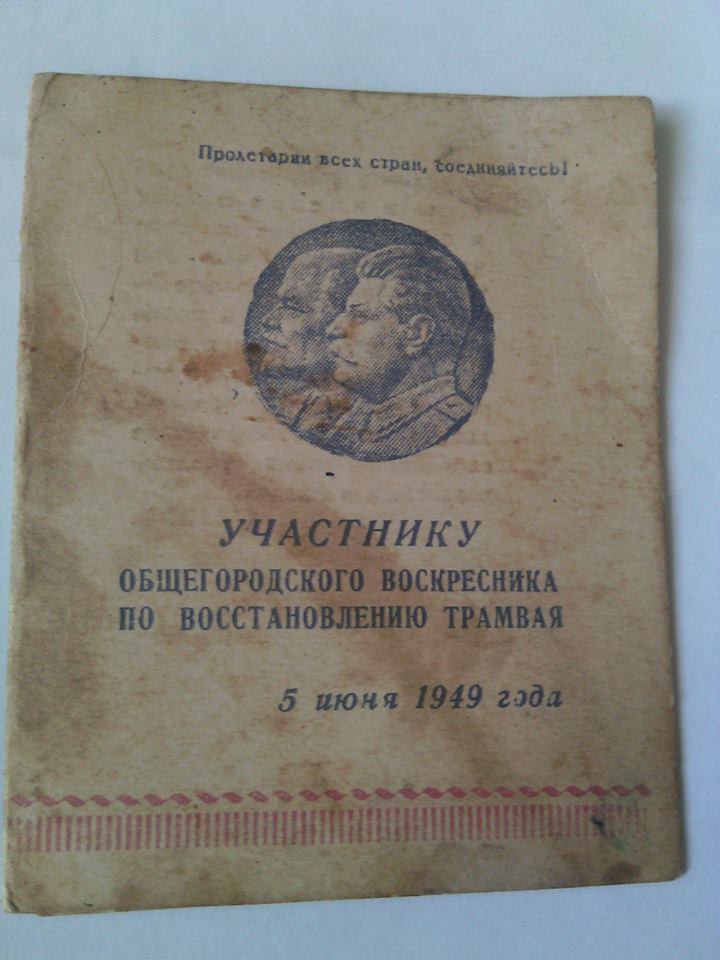 Пролетарии всех стран, соединяйтесь!
УЧАСТНИКУ
ОБЩЕГОРОДСКОГО ВОСКРЕСНИКА
ПО ВОССТАНОВЛЕНИЮ ТРАМВАЯ
5 июня 1949 года